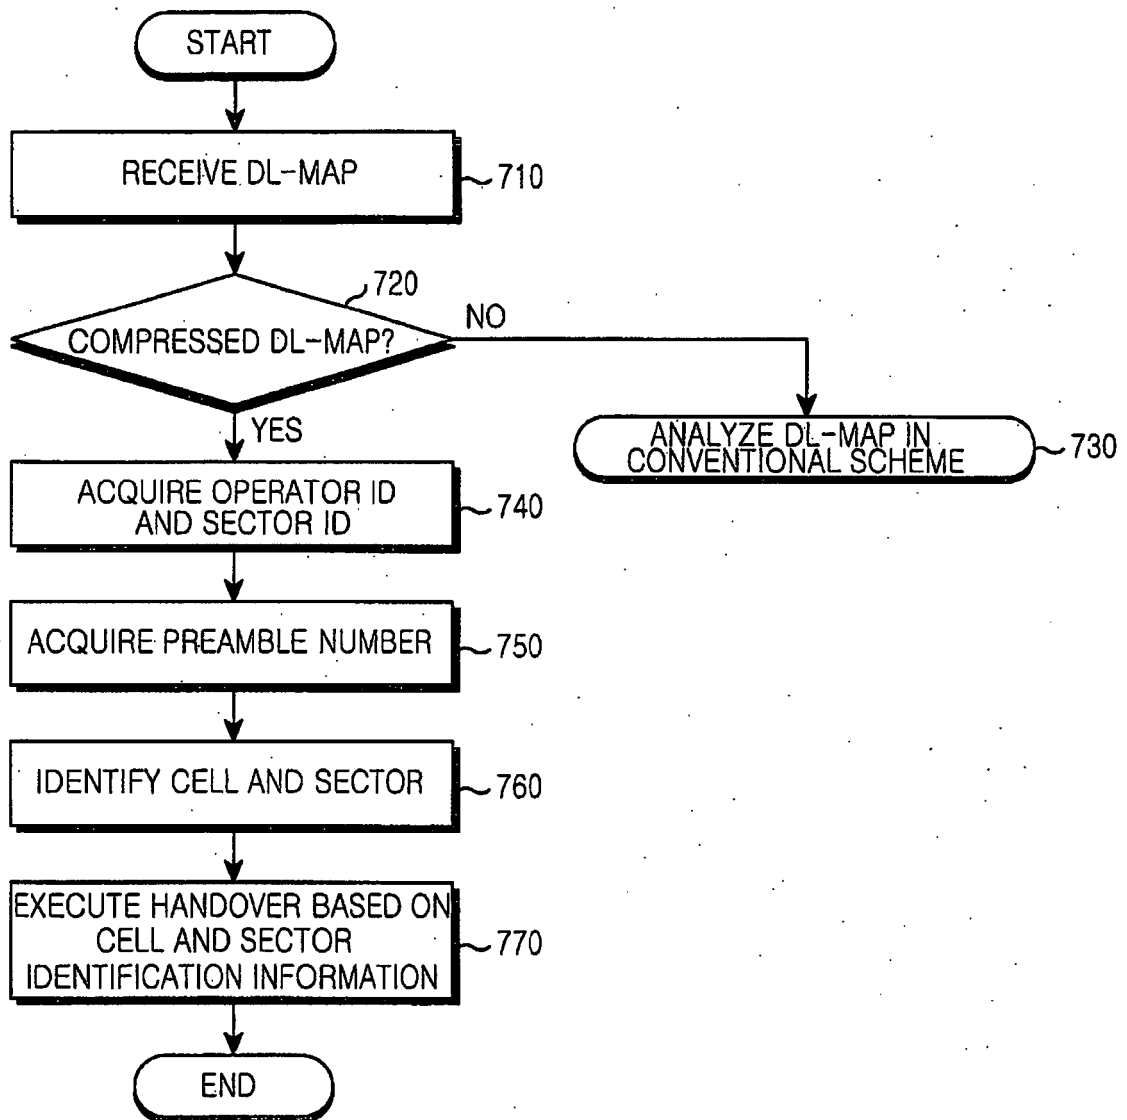 START
RECEIVE DL-MAP
710
720
COMPRESSED DL-MAP?
NO
YES
ANALYZE DL-MAP IN
CONVENTIONAL SCHEME
730
ACQUIRE OPERATOR ID
AND SECTOR ID
740
ACQUIRE PREAMBLE NUMBER
750
IDENTIFY CELL AND SECTOR
760
EXECUTE HANDOVER BASED ON
CELL AND SECTOR
IDENTIFICATION INFORMATION
770
END